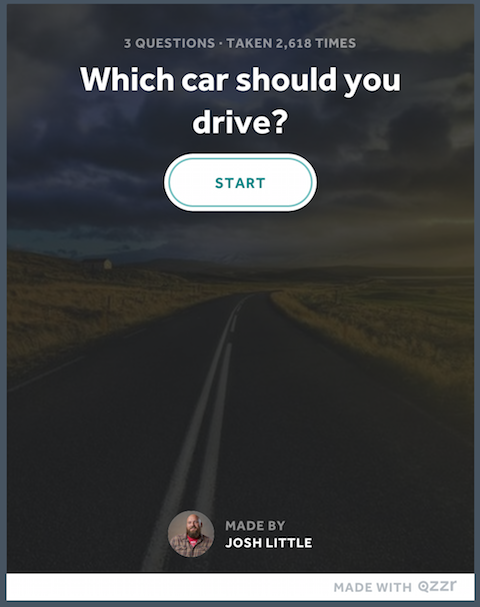 3 QUESTIONS · TAKEN 2,618 TIMES
Which car should you
drive?
START
MADE BY
JOSH LITTLE
MADE WITH Qzzr